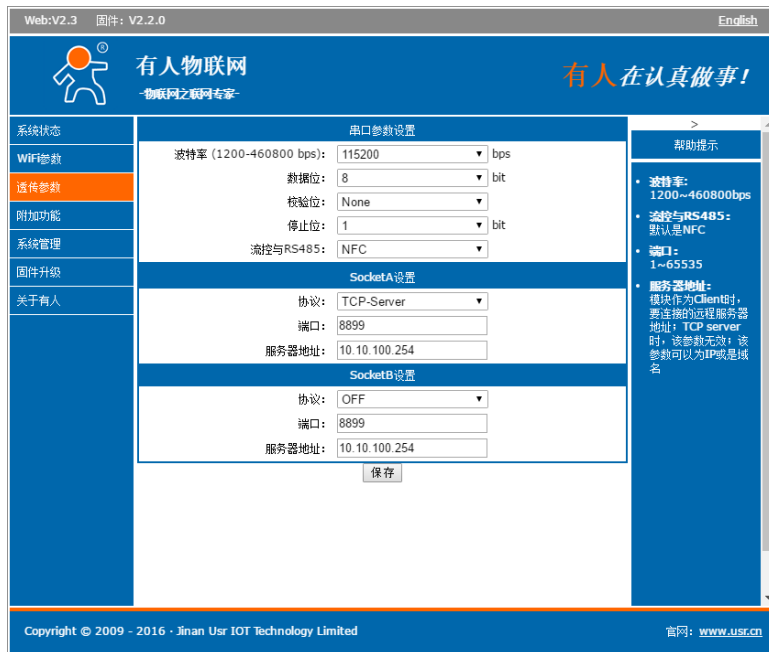 Web:V2.3 固件: V2.2.0 English
®
有人物联网
-物联网之联网专家-
有人在认真做事!
系统状态
WiFi参数
透传参数
附加功能
系统管理
固件升级
关于有人
串口参数设置
波特率 (1200-460800 bps): 115200 bps
数据位: 8 bit
校验位: None
停止位: 1 bit
流控与RS485: NFC
SocketA设置
协议: TCP-Server
端口: 8899
服务器地址: 10.10.100.254
SocketB设置
协议: OFF
端口: 8899
服务器地址: 10.10.100.254
保存
>
帮助提示
• 波特率:
1200~460800bps
• 流控与RS485:
默认是NFC
• 端口:
1~65535
• 服务器地址:
模块作为Client时,
要连接的远程服务器
地址; TCP server
时, 该参数无效; 该
参数可以为IP或是域
名
Copyright © 2009 - 2016 · Jinan Usr IOT Technology Limited 官网: www.usr.cn